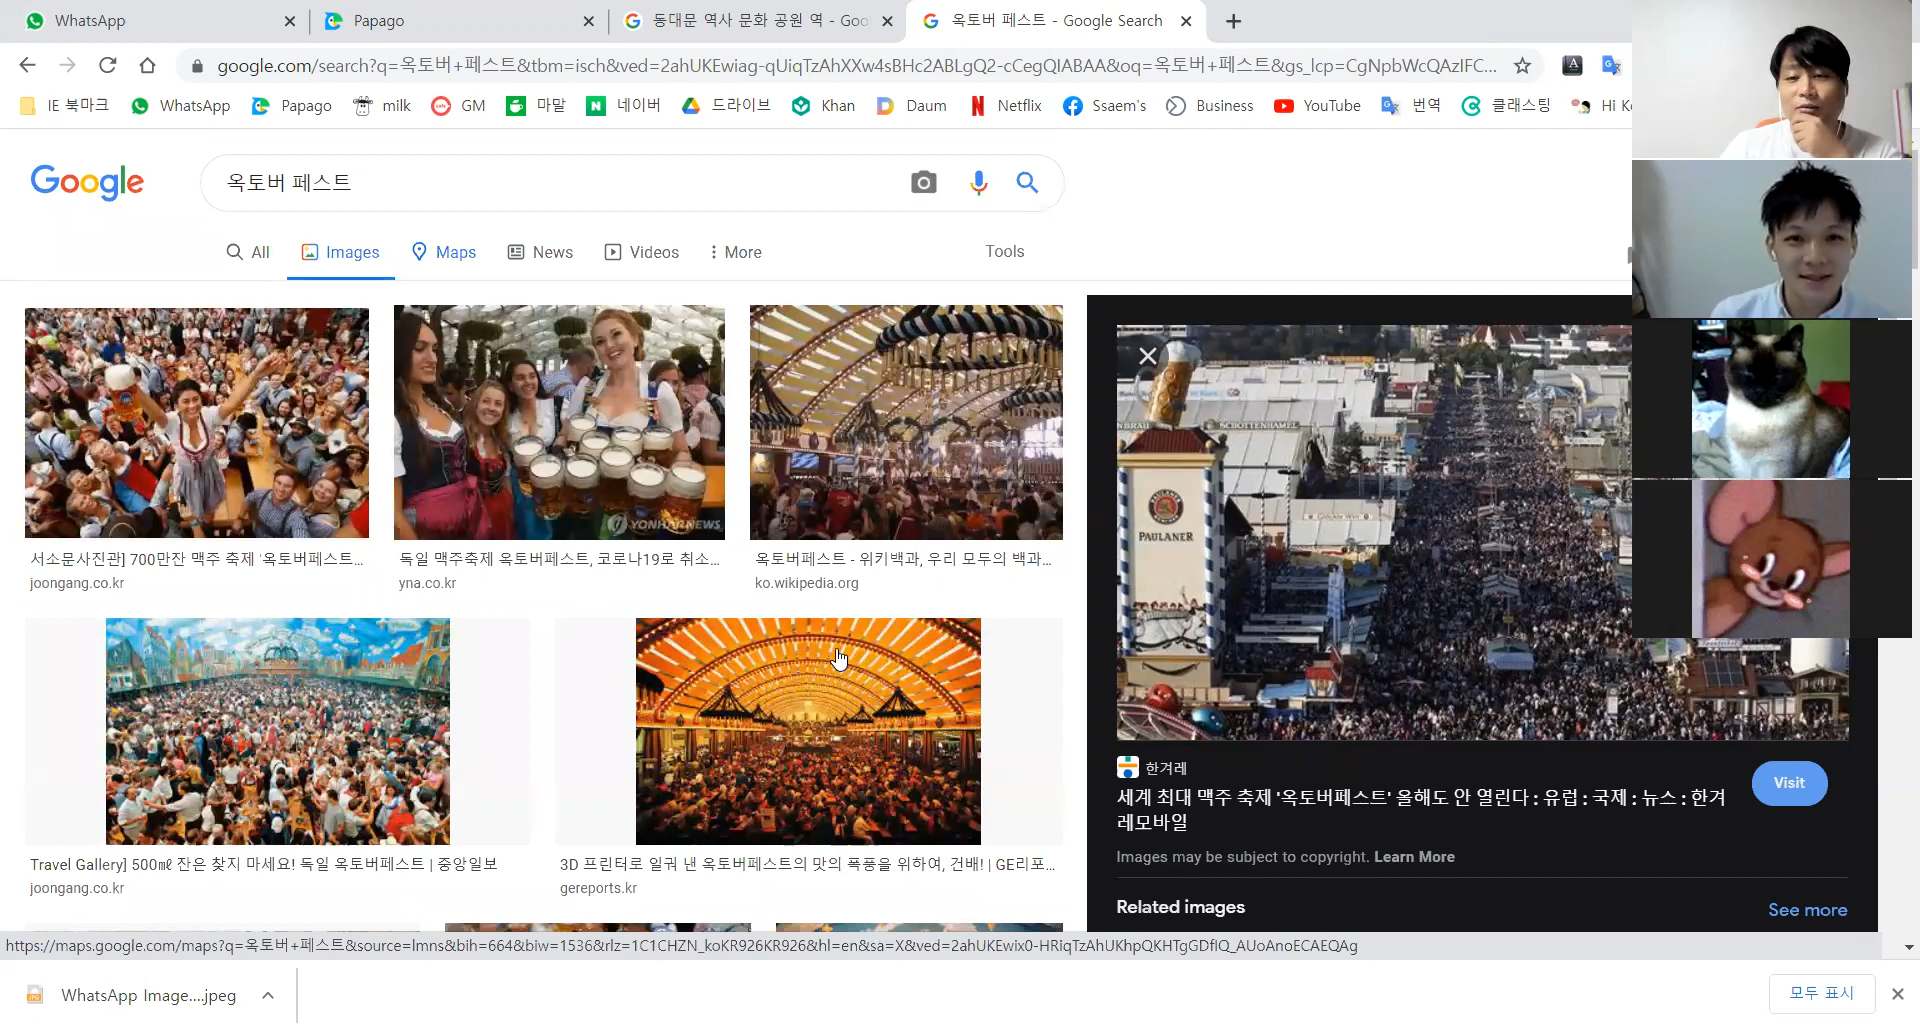 WhatsApp
Papago
동대문 역사 문화 공원 역 - Goo
옥토버 페스트 - Google Search
google.com/search?q=옥토버+페스트&tbm=isch&ved=2ahUKEwiag-qUiqTzAhXXw4sBHc2ABLgQ2-cCegQIABAA&oq=옥토버+페스트&gs_lcp=CgNpbWcQAzIFC...
IE 북마크
WhatsApp
Papago
milk
GM
마말
네이버
드라이브
Khan
Daum
Netflix
Ssaem's
Business
YouTube
번역
클래스팅
Hi K
Google
옥토버 페스트
All
Images
Maps
News
Videos
More
Tools
YONHAPNEWS
서소문사진관] 700만잔 맥주 축제 '옥토버페스트...
joongang.co.kr
독일 맥주축제 옥토버페스트, 코로나19로 취소...
yna.co.kr
옥토버페스트 - 위키백과, 우리 모두의 백과...
ko.wikipedia.org
SCHOTTENHAMEL
PAULANER
Travel Gallery] 500㎖ 잔은 찾지 마세요! 독일 옥토버페스트 | 중앙일보
joongang.co.kr
3D 프린터로 일궈 낸 옥토버페스트의 맛의 폭풍을 위하여, 건배! | GE리포...
gereports.kr
한겨레
세계 최대 맥주 축제 '옥토버페스트' 올해도 안 열린다 : 유럽 : 국제 : 뉴스 : 한겨
레모바일
Visit
Images may be subject to copyright. Learn More
Related images
See more
https://maps.google.com/maps?q=옥토버+페스트&source=lmns&bih=664&biw=1536&rlz=1C1CHZN_koKR926KR926&hl=en&sa=X&ved=2ahUKEwix0-HRiqTzAhUKhpQKHTgGDfIQ_AUoAnoECAEQAg
WhatsApp Image....jpeg
모두 표시